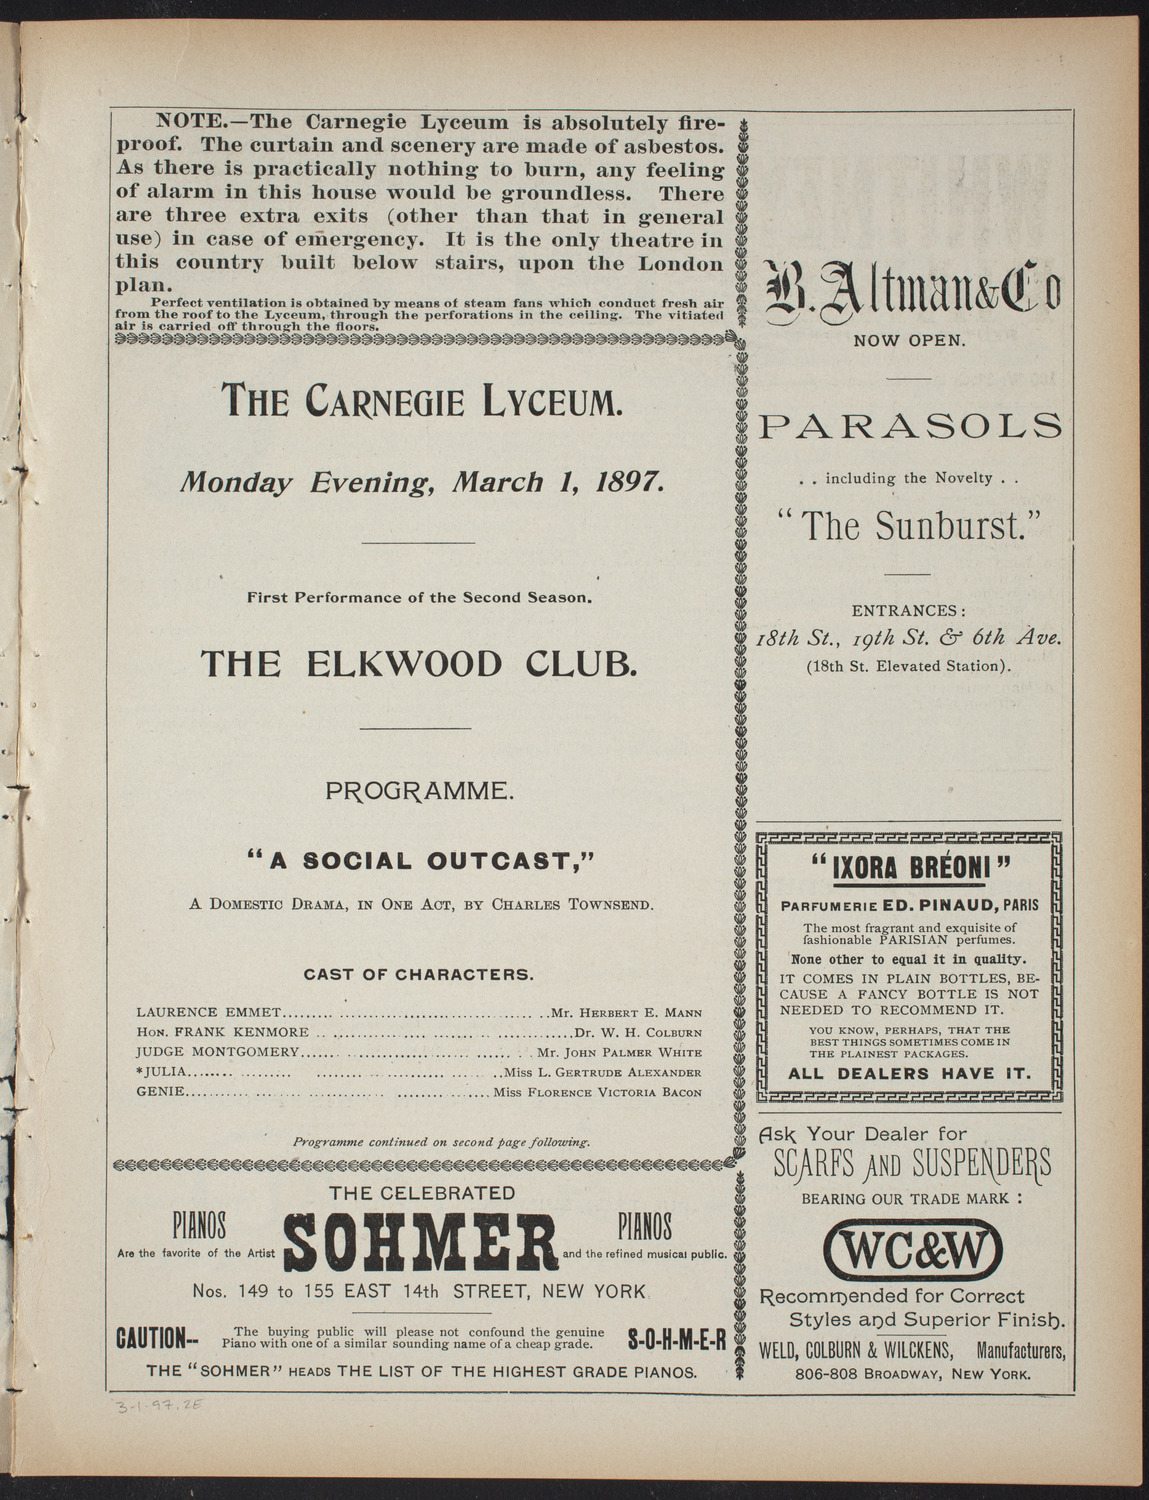 NOTE.—The Carnegie Lyceum is absolutely fire-
proof. The curtain and scenery are made of asbestos.
As there is practically nothing to burn, any feeling
of alarm in this house would be groundless. There
are three extra exits (other than that in general
use) in case of emergency. It is the only theatre in
this country built below stairs, upon the London
plan.
Perfect ventilation is obtained by means of steam fans which conduct fresh air
from the roof to the Lyceum, through the perforations in the ceiling. The vitiated
air is carried off through the floors.
THE CARNEGIE LYCEUM.
Monday Evening, March 1, 1897.
First Performance of the Second Season.
THE ELKWOOD CLUB.
PROGRAMME.
"A SOCIAL OUTCAST,"
A DOMESTIC DRAMA, IN ONE ACT, BY CHARLES TOWNSEND.
CAST OF CHARACTERS.
LAURENCE EMMET..........Mr. HERBERT E. MANN
HON. FRANK KENMORE..........Dr. W. H. COLBURN
JUDGE MONTGOMERY..........Mr. JOHN PALMER WHITE
*JULIA..........Miss L. GERTRUDE ALEXANDER
GENIE..........Miss FLORENCE VICTORIA BACON
Programme continued on second page following.
THE CELEBRATED
PIANOS SOHMER PIANOS
Are the favorite of the Artist and the refined musical public.
Nos. 149 to 155 EAST 14th STREET, NEW YORK.
CAUTION-- The buying public will please not confound the genuine S-O-H-M-E-R
Piano with one of a similar sounding name of a cheap grade.
THE "SOHMER" HEADS THE LIST OF THE HIGHEST GRADE PIANOS.
3-1-97.2E
B. Altman & Co
NOW OPEN.
PARASOLS
. . including the Novelty . .
"The Sunburst."
ENTRANCES:
18th St., 19th St. & 6th Ave.
(18th St. Elevated Station).
"IXORA BRÉONI"
PARFUMERIE ED. PINAUD, PARIS
The most fragrant and exquisite of
fashionable PARISIAN perfumes.
None other to equal it in quality.
IT COMES IN PLAIN BOTTLES, BE-
CAUSE A FANCY BOTTLE IS NOT
NEEDED TO RECOMMEND IT.
YOU KNOW, PERHAPS, THAT THE
BEST THINGS SOMETIMES COME IN
THE PLAINEST PACKAGES.
ALL DEALERS HAVE IT.
Ask Your Dealer for
SCARFS AND SUSPENDERS
BEARING OUR TRADE MARK:
WC&W
Recommended for Correct
Styles and Superior Finish.
WELD, COLBURN & WILCKENS, Manufacturers,
806-808 BROADWAY, NEW YORK.